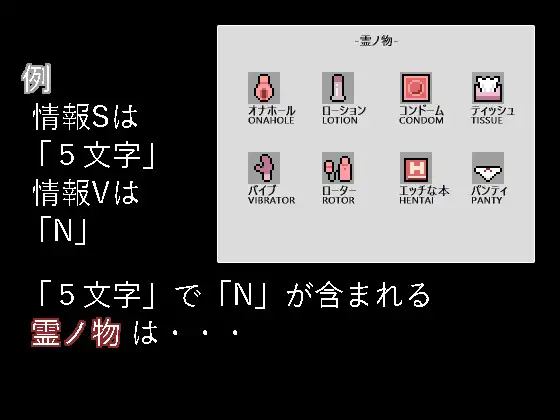 例
情報Sは
「５文字」
情報Vは
「N」
-霊ノ物-
オナホール ローション コンドーム ティッシュ
ONAHOLE LOTION CONDOM TISSUE
バイブ ローター エッチな本 パンティ
VIBRATOR ROTOR HENTAI PANTY
「５文字」で「N」が含まれる
霊ノ物 は・・・